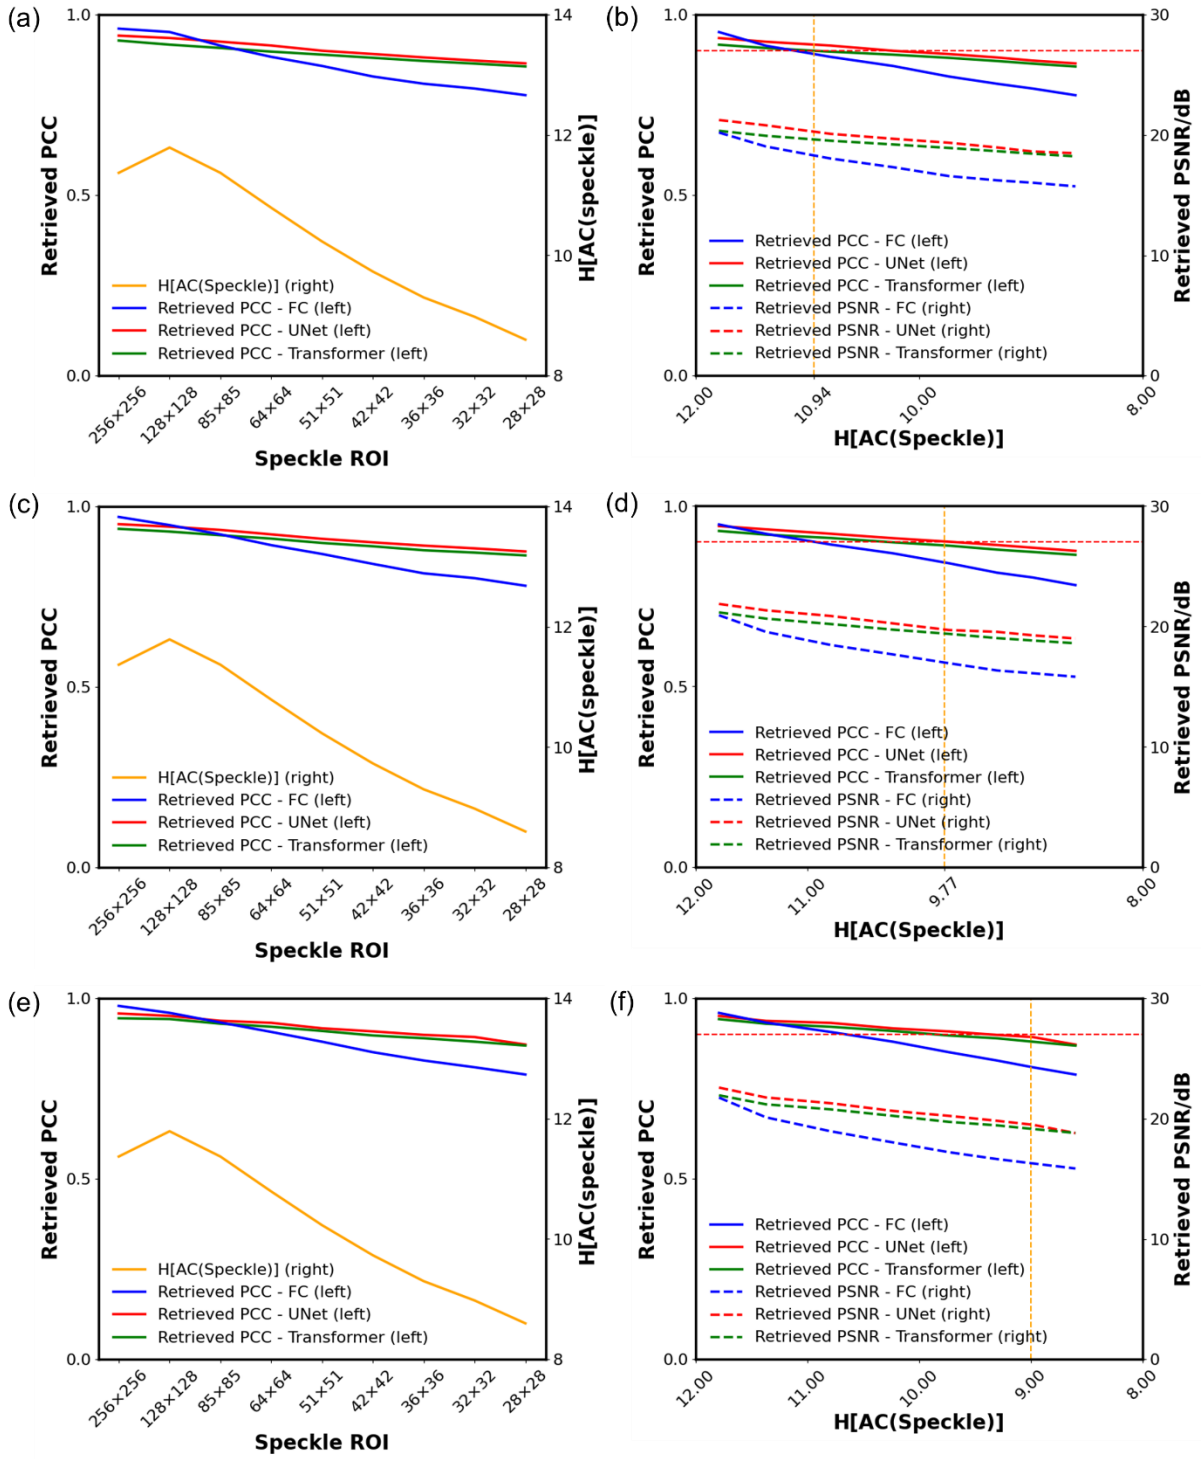 (a)
1.0
0.5
0.0
Retrieved PCC
14
12
10
8
H[AC(speckle)]
H[AC(Speckle)] (right)
Retrieved PCC - FC (left)
Retrieved PCC - UNet (left)
Retrieved PCC - Transformer (left)
256×256
128×128
85×85
64×64
51×51
42×42
36×36
32×32
28×28
Speckle ROI
(b)
1.0
0.5
0.0
Retrieved PCC
30
20
10
0
Retrieved PSNR/dB
Retrieved PCC - FC (left)
Retrieved PCC - UNet (left)
Retrieved PCC - Transformer (left)
Retrieved PSNR - FC (right)
Retrieved PSNR - UNet (right)
Retrieved PSNR - Transformer (right)
12.00
10.94
10.00
8.00
H[AC(Speckle)]
(c)
1.0
0.5
0.0
Retrieved PCC
14
12
10
8
H[AC(speckle)]
H[AC(Speckle)] (right)
Retrieved PCC - FC (left)
Retrieved PCC - UNet (left)
Retrieved PCC - Transformer (left)
256×256
128×128
85×85
64×64
51×51
42×42
36×36
32×32
28×28
Speckle ROI
(d)
1.0
0.5
0.0
Retrieved PCC
30
20
10
0
Retrieved PSNR/dB
Retrieved PCC - FC (left)
Retrieved PCC - UNet (left)
Retrieved PCC - Transformer (left)
Retrieved PSNR - FC (right)
Retrieved PSNR - UNet (right)
Retrieved PSNR - Transformer (right)
12.00
11.00
9.77
8.00
H[AC(Speckle)]
(e)
1.0
0.5
0.0
Retrieved PCC
14
12
10
8
H[AC(speckle)]
H[AC(Speckle)] (right)
Retrieved PCC - FC (left)
Retrieved PCC - UNet (left)
Retrieved PCC - Transformer (left)
256×256
128×128
85×85
64×64
51×51
42×42
36×36
32×32
28×28
Speckle ROI
(f)
1.0
0.5
0.0
Retrieved PCC
30
20
10
0
Retrieved PSNR/dB
Retrieved PCC - FC (left)
Retrieved PCC - UNet (left)
Retrieved PCC - Transformer (left)
Retrieved PSNR - FC (right)
Retrieved PSNR - UNet (right)
Retrieved PSNR - Transformer (right)
12.00
11.00
10.00
9.00
8.00
H[AC(Speckle)]